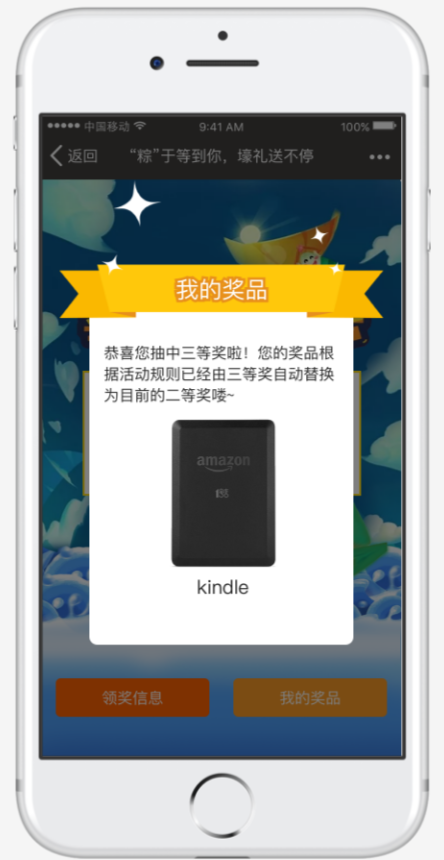 中国移动 9:41 AM 100%
返回 “粽”于等到你，壕礼送不停
我的奖品
恭喜您抽中三等奖啦！您的奖品根
据活动规则已经由三等奖自动替换
为目前的二等奖喽~
amazon
kindle
领奖信息 我的奖品